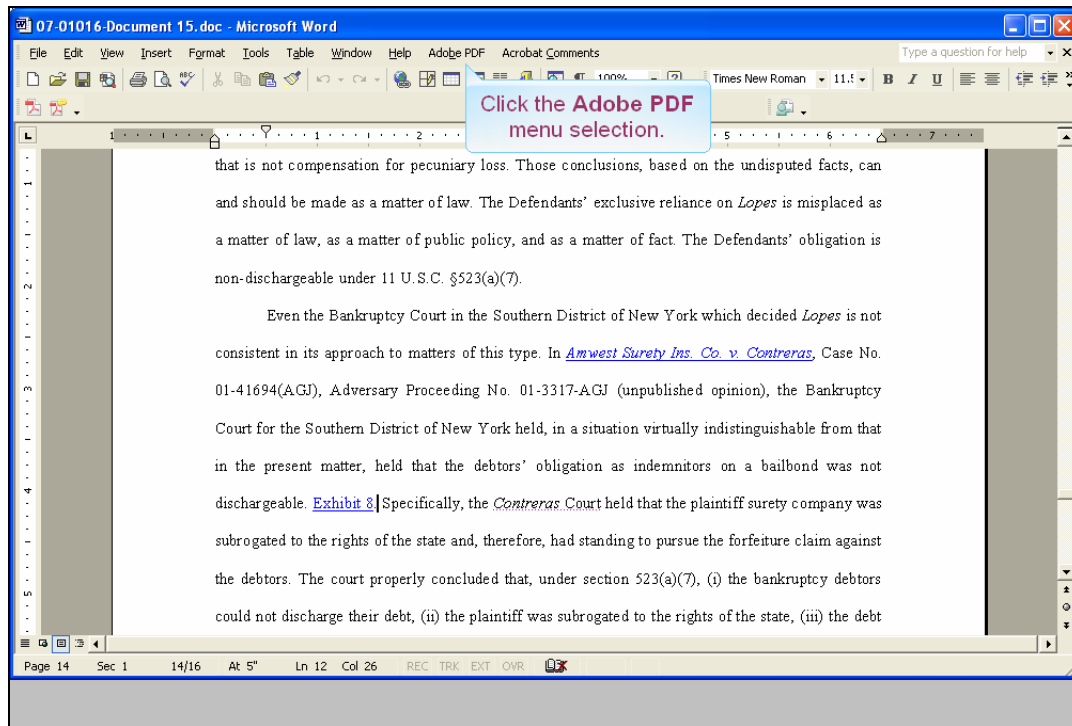 07-01016-Document 15.doc - Microsoft Word
File Edit View Insert Format Tools Table Window Help Adobe PDF Acrobat Comments Type a question for help
100% Times New Roman 11.5 B I U
Click the Adobe PDF
menu selection.
1 1 2 5 6 7
that is not compensation for pecuniary loss. Those conclusions, based on the undisputed facts, can
and should be made as a matter of law. The Defendants’ exclusive reliance on Lopes is misplaced as
a matter of law, as a matter of public policy, and as a matter of fact. The Defendants’ obligation is
non-dischargeable under 11 U.S.C. §523(a)(7).
Even the Bankruptcy Court in the Southern District of New York which decided Lopes is not
consistent in its approach to matters of this type. In Amwest Surety Ins. Co. v. Contreras, Case No.
01-41694(AGJ), Adversary Proceeding No. 01-3317-AGJ (unpublished opinion), the Bankruptcy
Court for the Southern District of New York held, in a situation virtually indistinguishable from that
in the present matter, held that the debtors’ obligation as indemnitors on a bailbond was not
dischargeable. Exhibit 8. Specifically, the Contreras Court held that the plaintiff surety company was
subrogated to the rights of the state and, therefore, had standing to pursue the forfeiture claim against
the debtors. The court properly concluded that, under section 523(a)(7), (i) the bankruptcy debtors
could not discharge their debt, (ii) the plaintiff was subrogated to the rights of the state, (iii) the debt
Page 14 Sec 1 14/16 At 5" Ln 12 Col 26 REC TRK EXT OVR